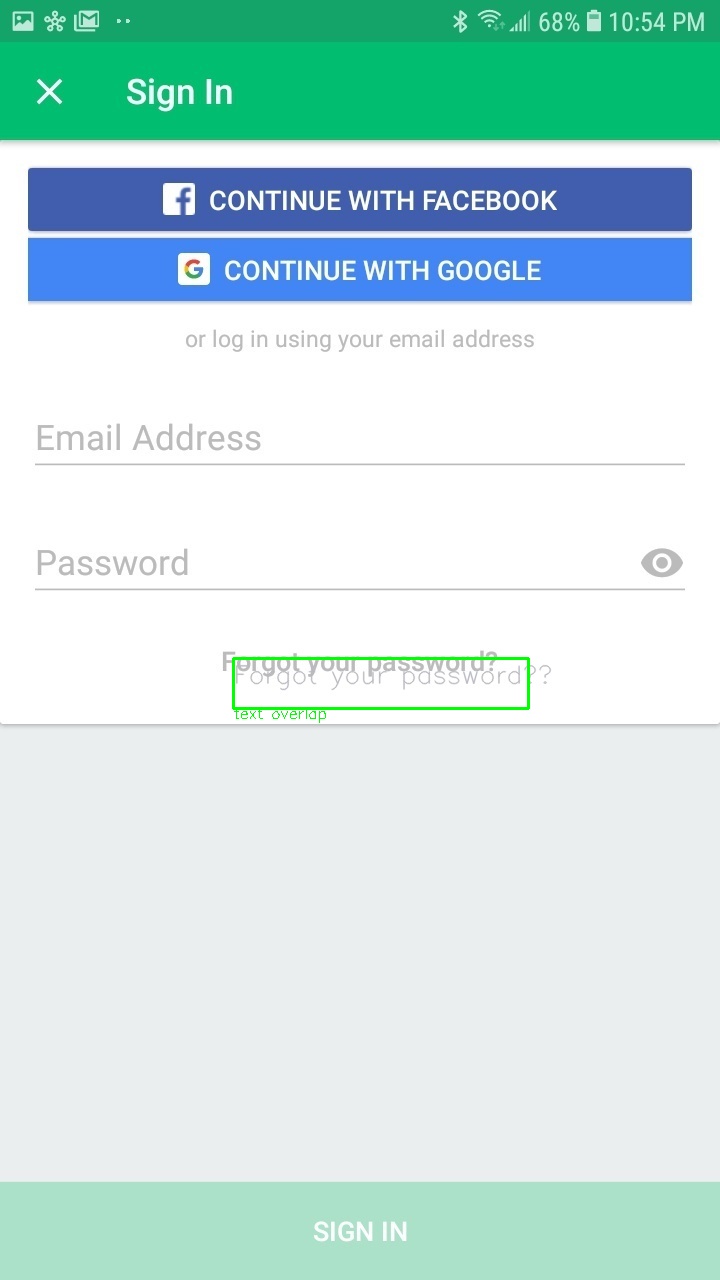 68% 10:54 PM
Sign In
CONTINUE WITH FACEBOOK
CONTINUE WITH GOOGLE
or log in using your email address
Email Address
Password
Forgot your password?
Forgot your password??
text overlap
SIGN IN